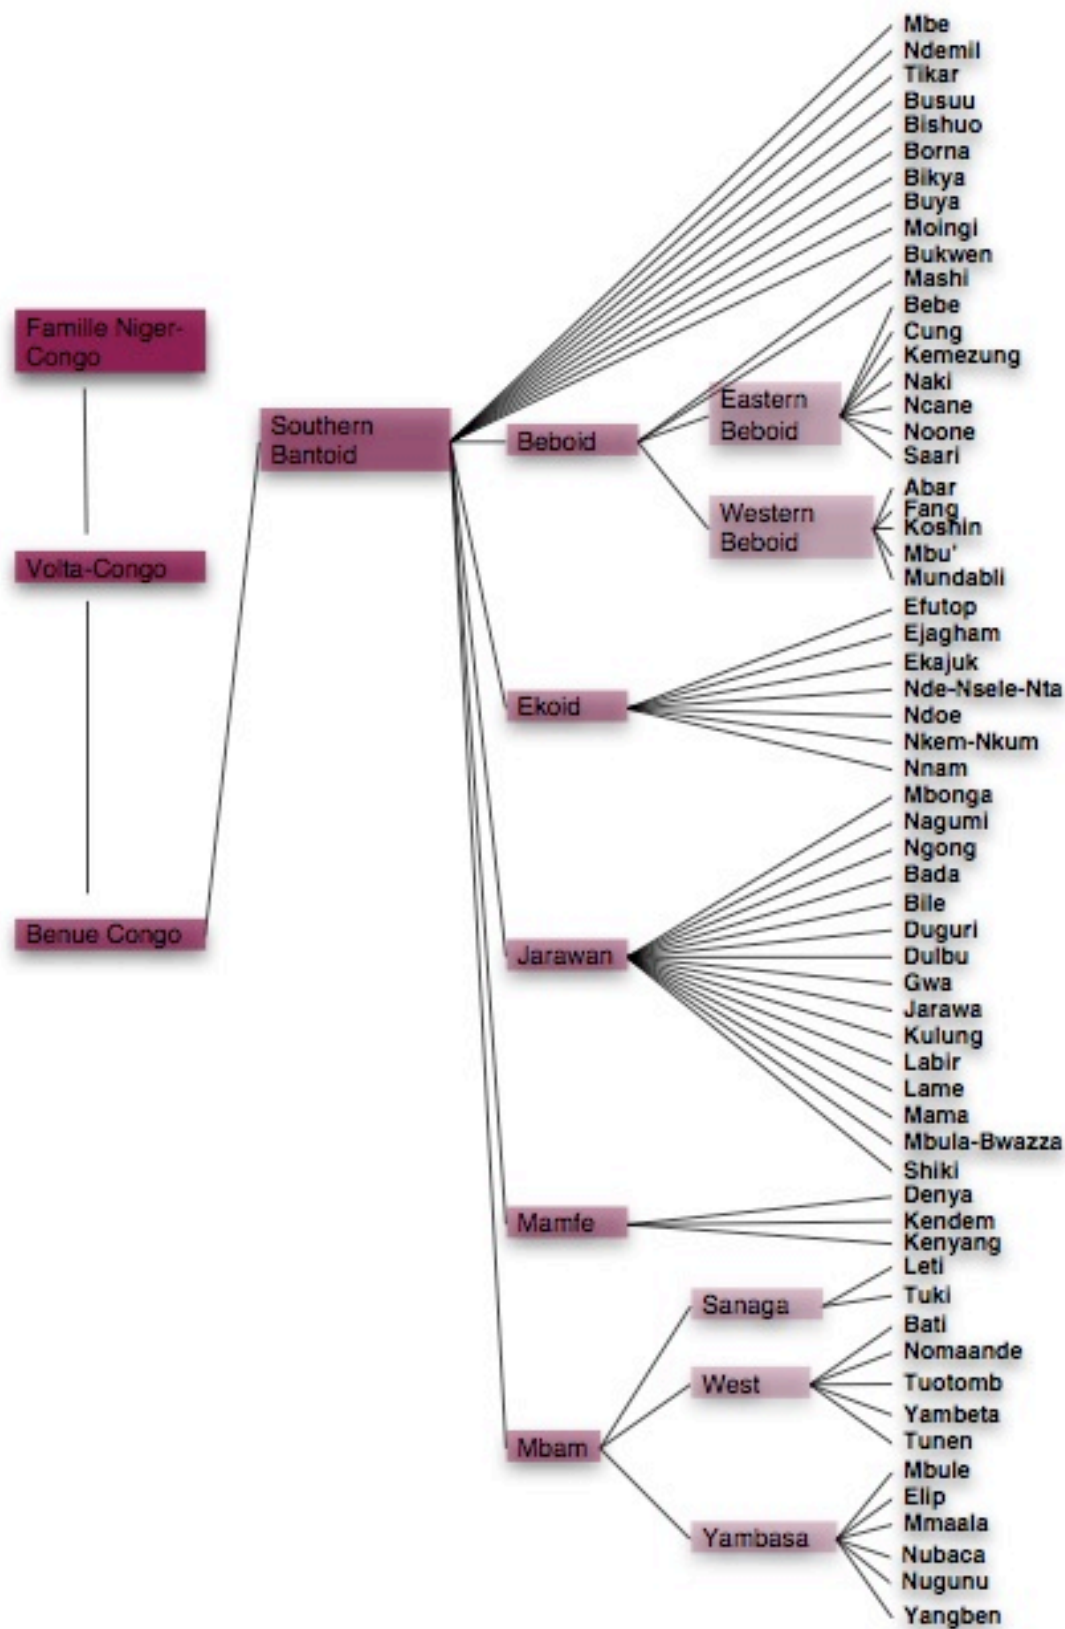 Famille Niger-
Congo
Volta-Congo
Benue Congo
Southern
Bantoid
Beboid
Ekoid
Jarawan
Mamfe
Mbam
Eastern
Beboid
Western
Beboid
Sanaga
West
Yambasa
Mbe
Ndemil
Tikar
Busuu
Bishuo
Borna
Bikya
Buya
Moingi
Bukwen
Mashi
Bebe
Cung
Kemezung
Naki
Ncane
Noone
Saari
Abar
Fang
Koshin
Mbu'
Mundabli
Efutop
Ejagham
Ekajuk
Nde-Nsele-Nta
Ndoe
Nkem-Nkum
Nnam
Mbonga
Nagumi
Ngong
Bada
Bile
Duguri
Dulbu
Gwa
Jarawa
Kulung
Labir
Lame
Mama
Mbula-Bwazza
Shiki
Denya
Kendem
Kenyang
Leti
Tuki
Bati
Nomaande
Tuotomb
Yambeta
Tunen
Mbule
Elip
Mmaala
Nubaca
Nugunu
Yangben